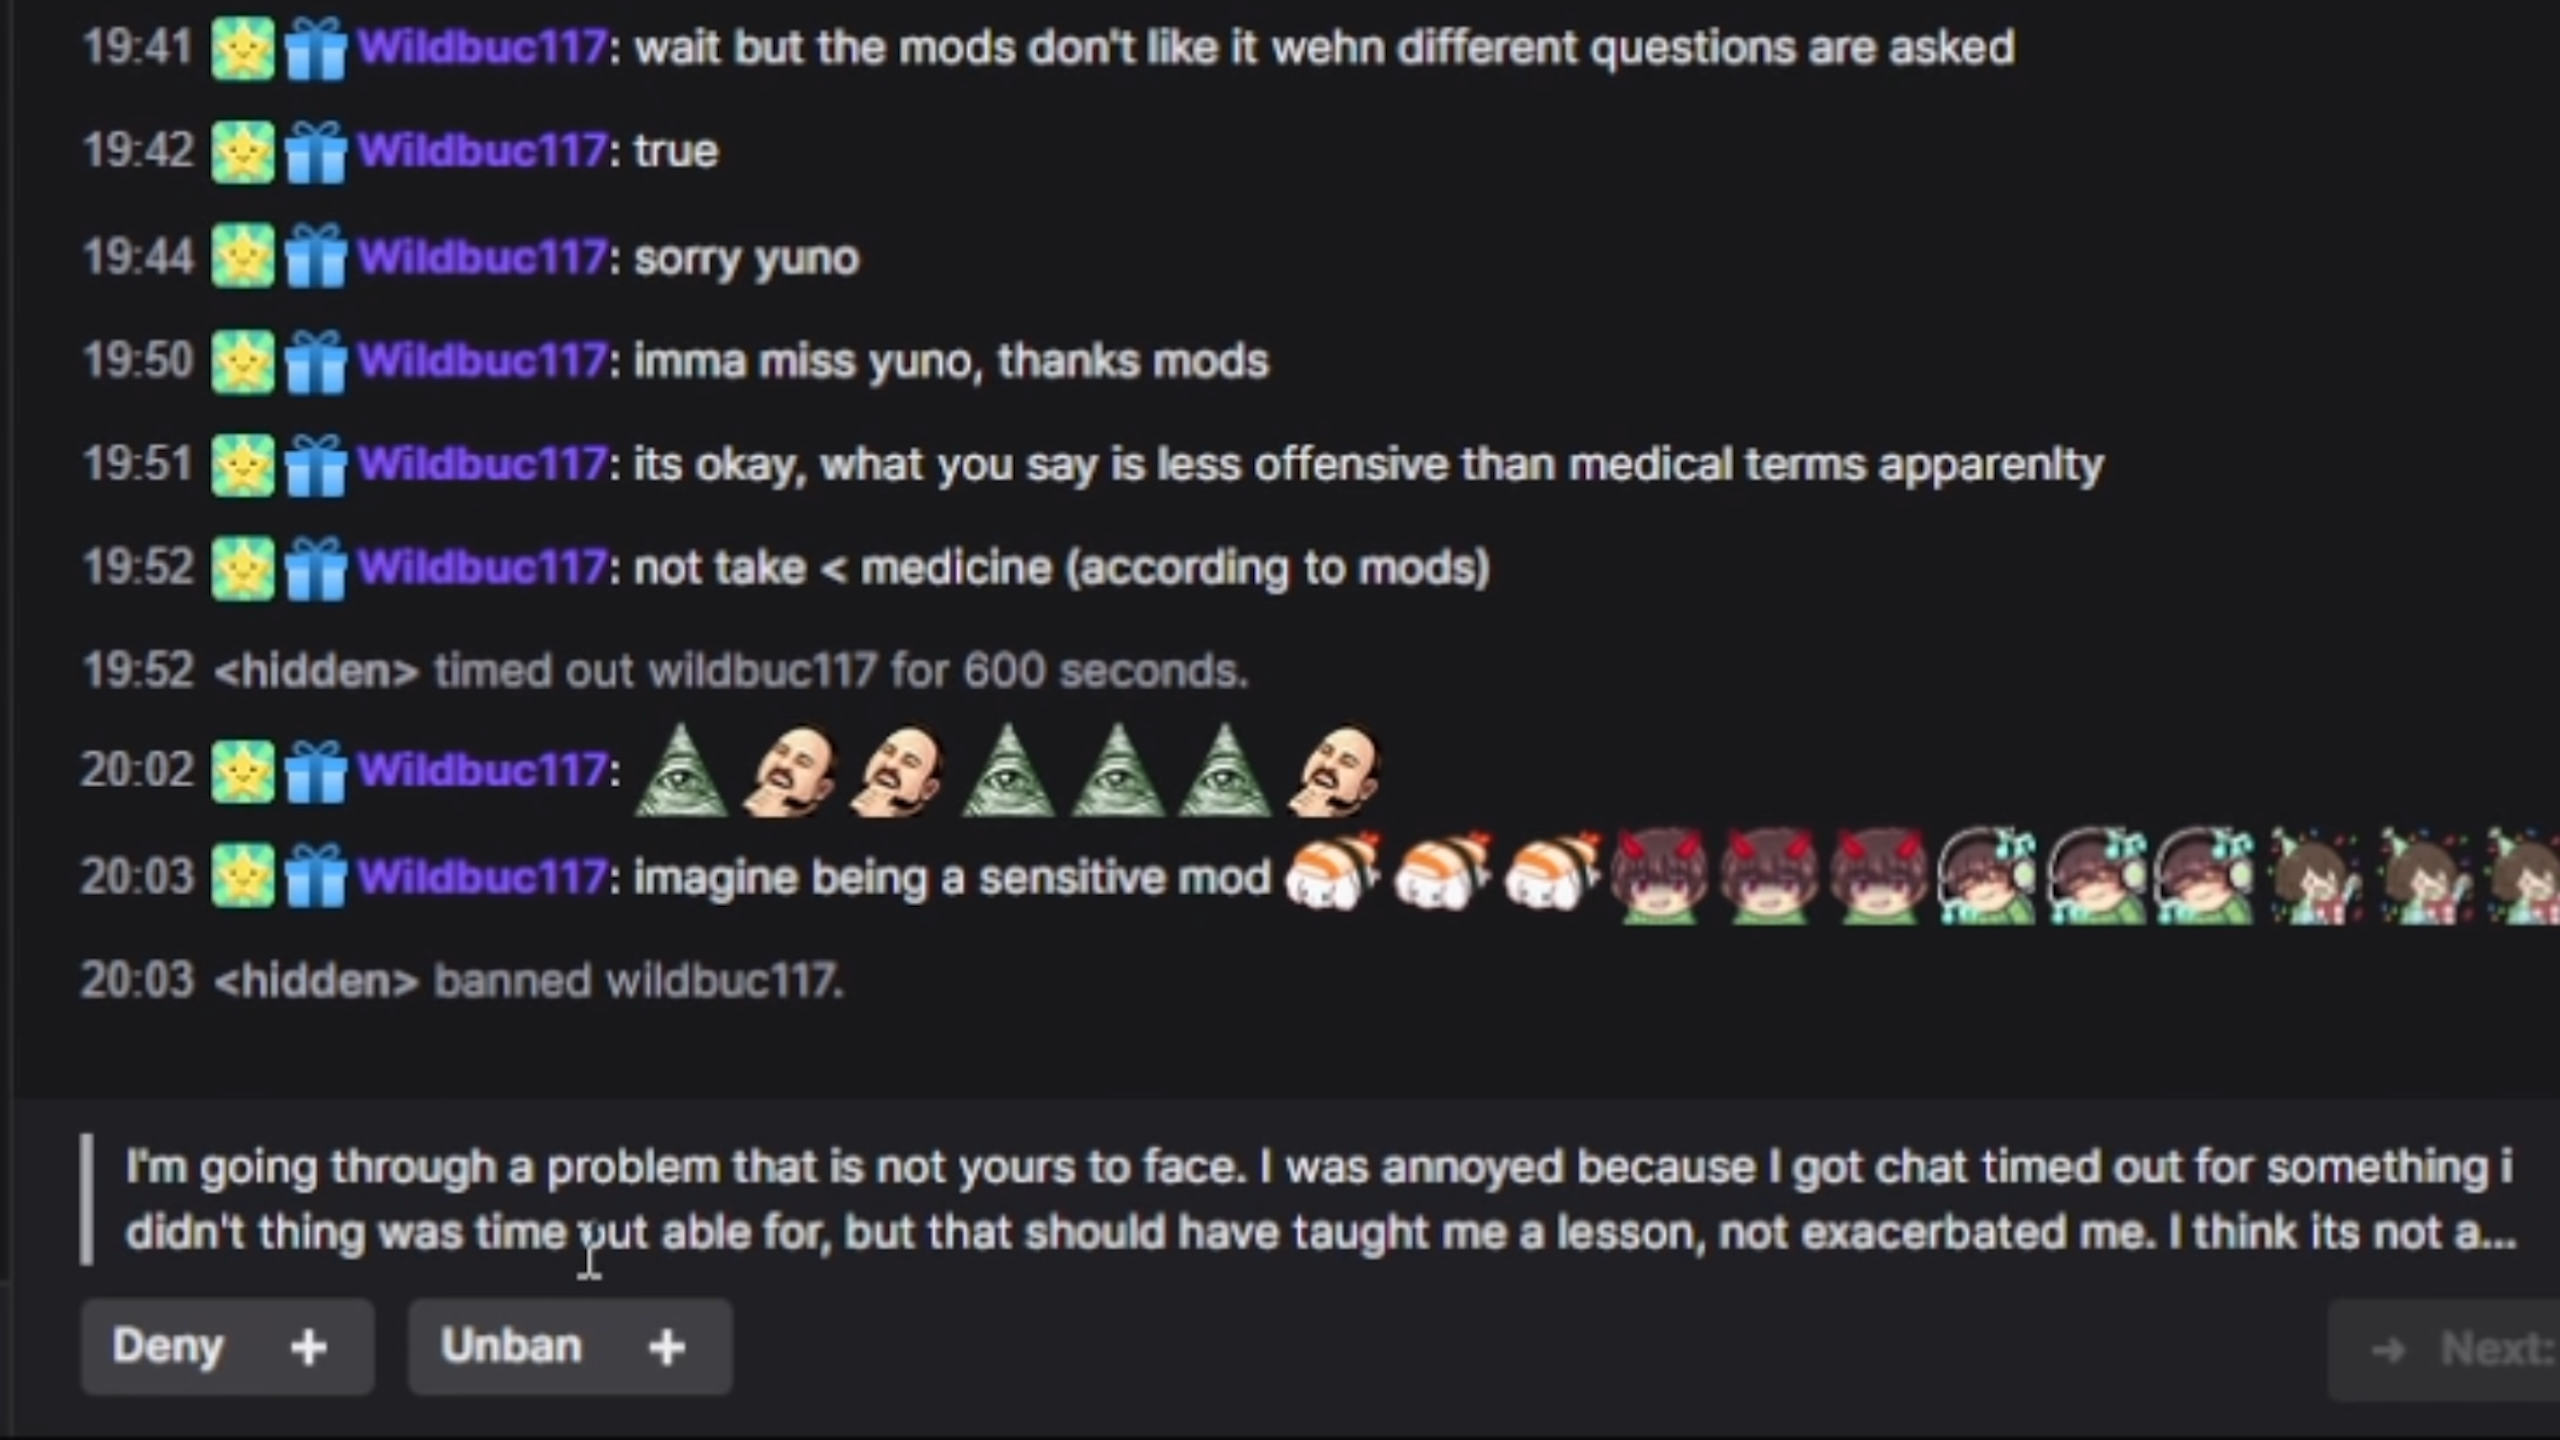 19:41 Wildbuc117: wait but the mods don't like it wehn different questions are asked
19:42 Wildbuc117: true
19:44 Wildbuc117: sorry yuno
19:50 Wildbuc117: imma miss yuno, thanks mods
19:51 Wildbuc117: its okay, what you say is less offensive than medical terms apparenlty
19:52 Wildbuc117: not take < medicine (according to mods)
19:52 <hidden> timed out wildbuc117 for 600 seconds.
20:02 Wildbuc117:
20:03 Wildbuc117: imagine being a sensitive mod
20:03 <hidden> banned wildbuc117.
I'm going through a problem that is not yours to face. I was annoyed because I got chat timed out for something i
didn't thing was time out able for, but that should have taught me a lesson, not exacerbated me. I think its not a...
Deny + Unban + → Next: